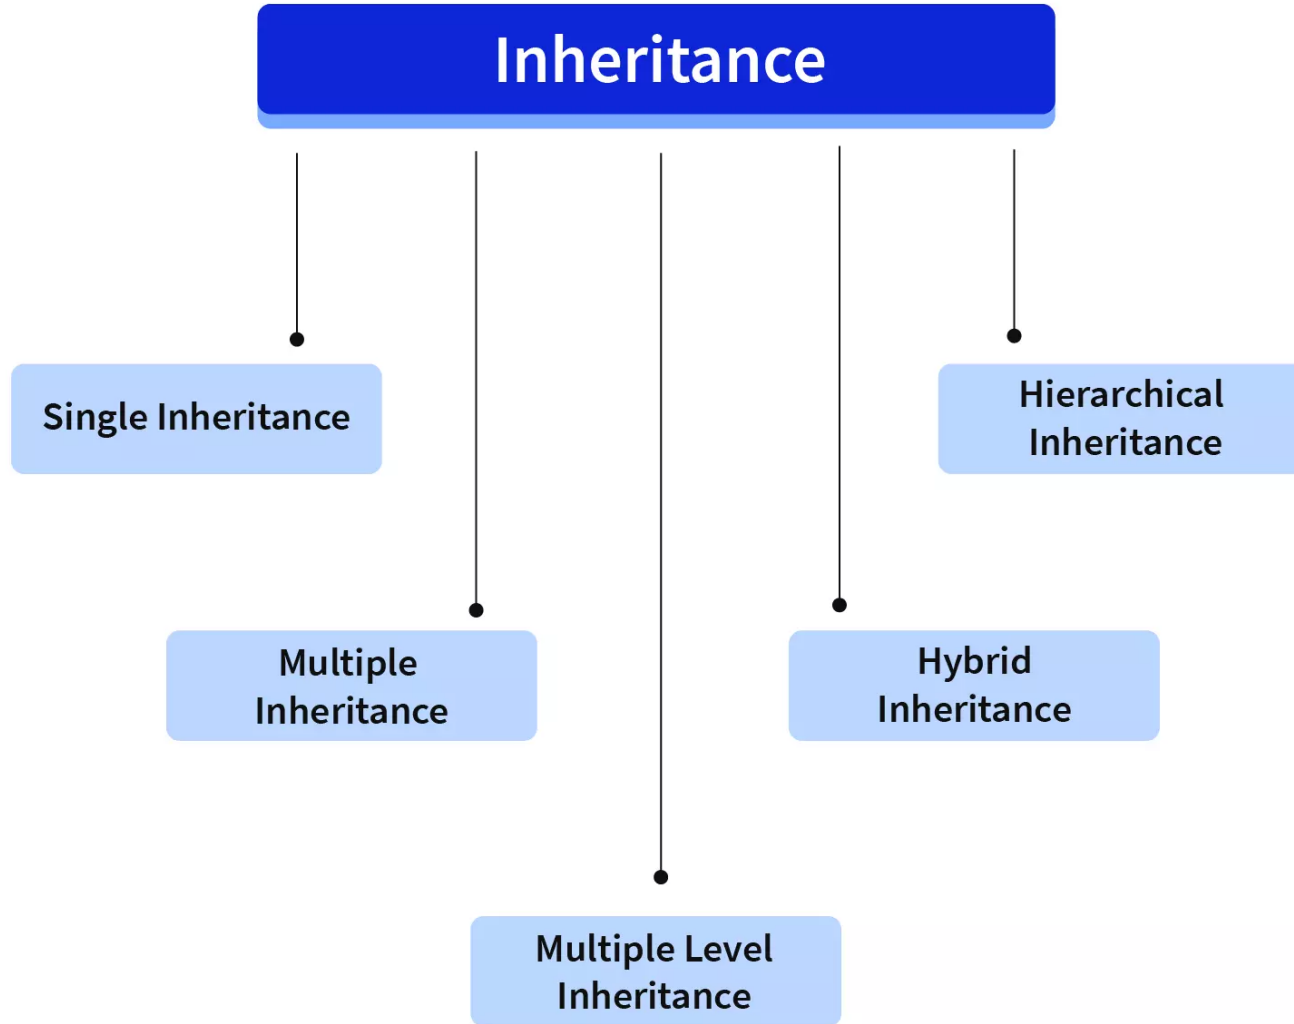 Inheritance
Single Inheritance
Hierarchical
Inheritance
Multiple
Inheritance
Hybrid
Inheritance
Multiple Level
Inheritance